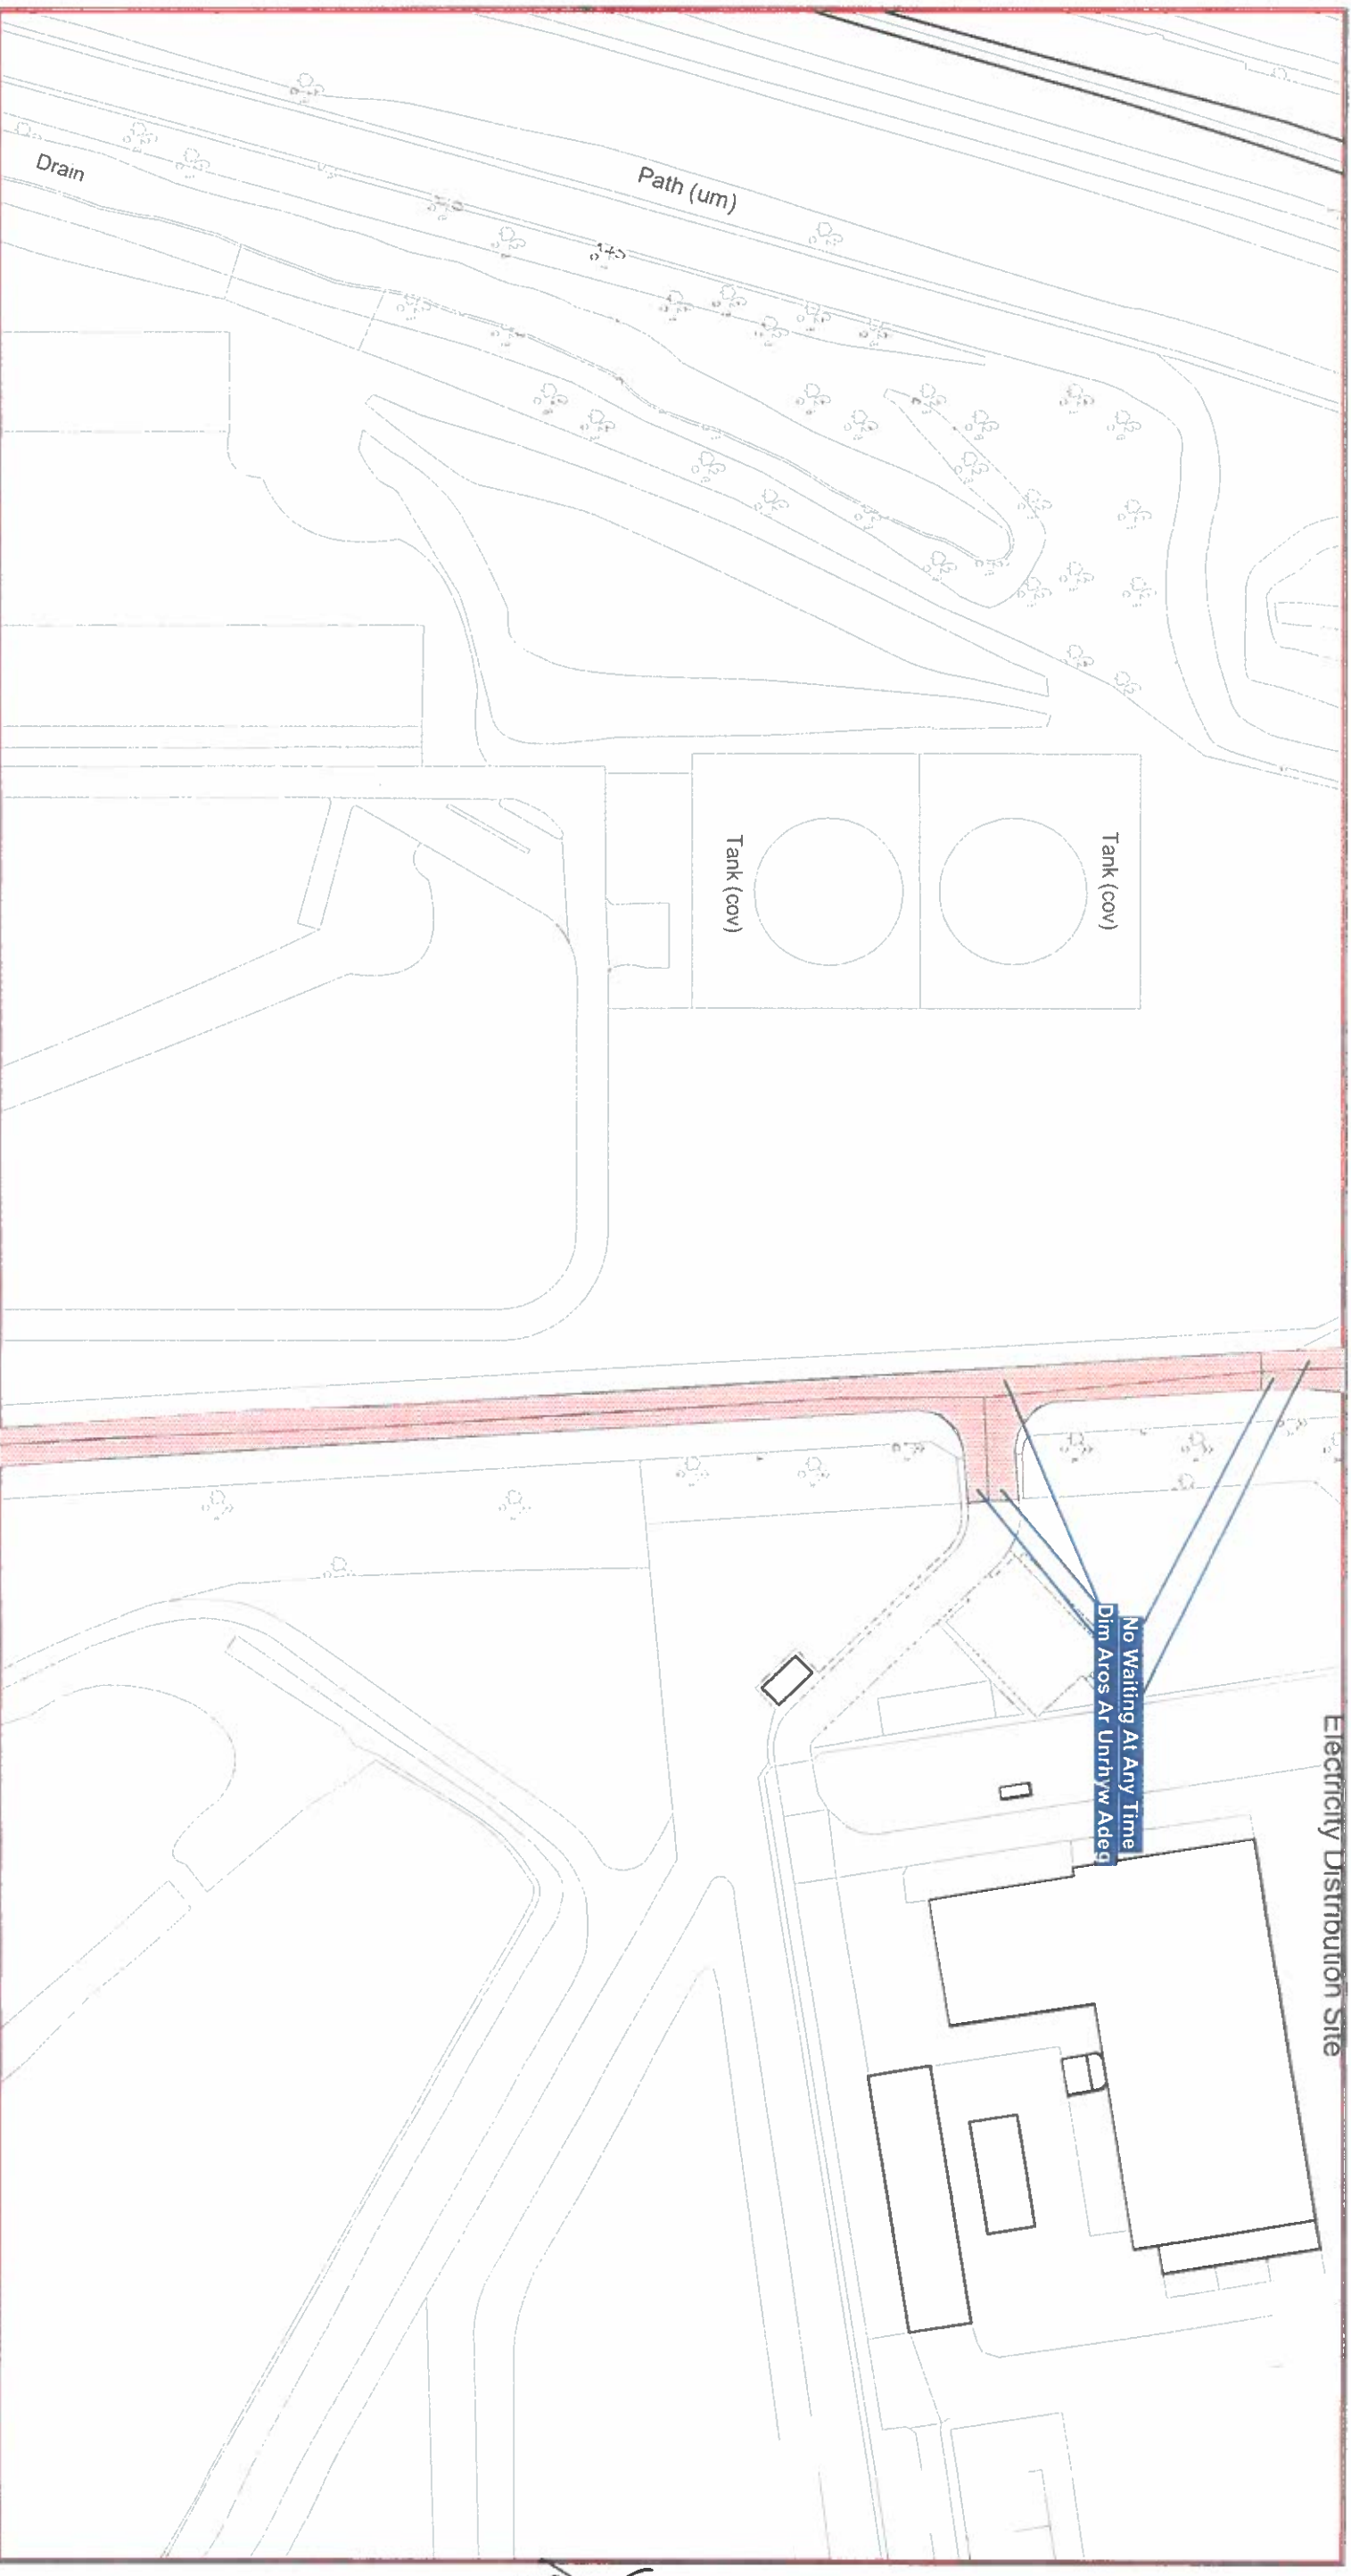 Drain
Path (um)
Tank (cov)
Tank (cov)
No Waiting At Any Time
Dim Aros Ar Unrhyw Adeg
Electricity Distribution Site